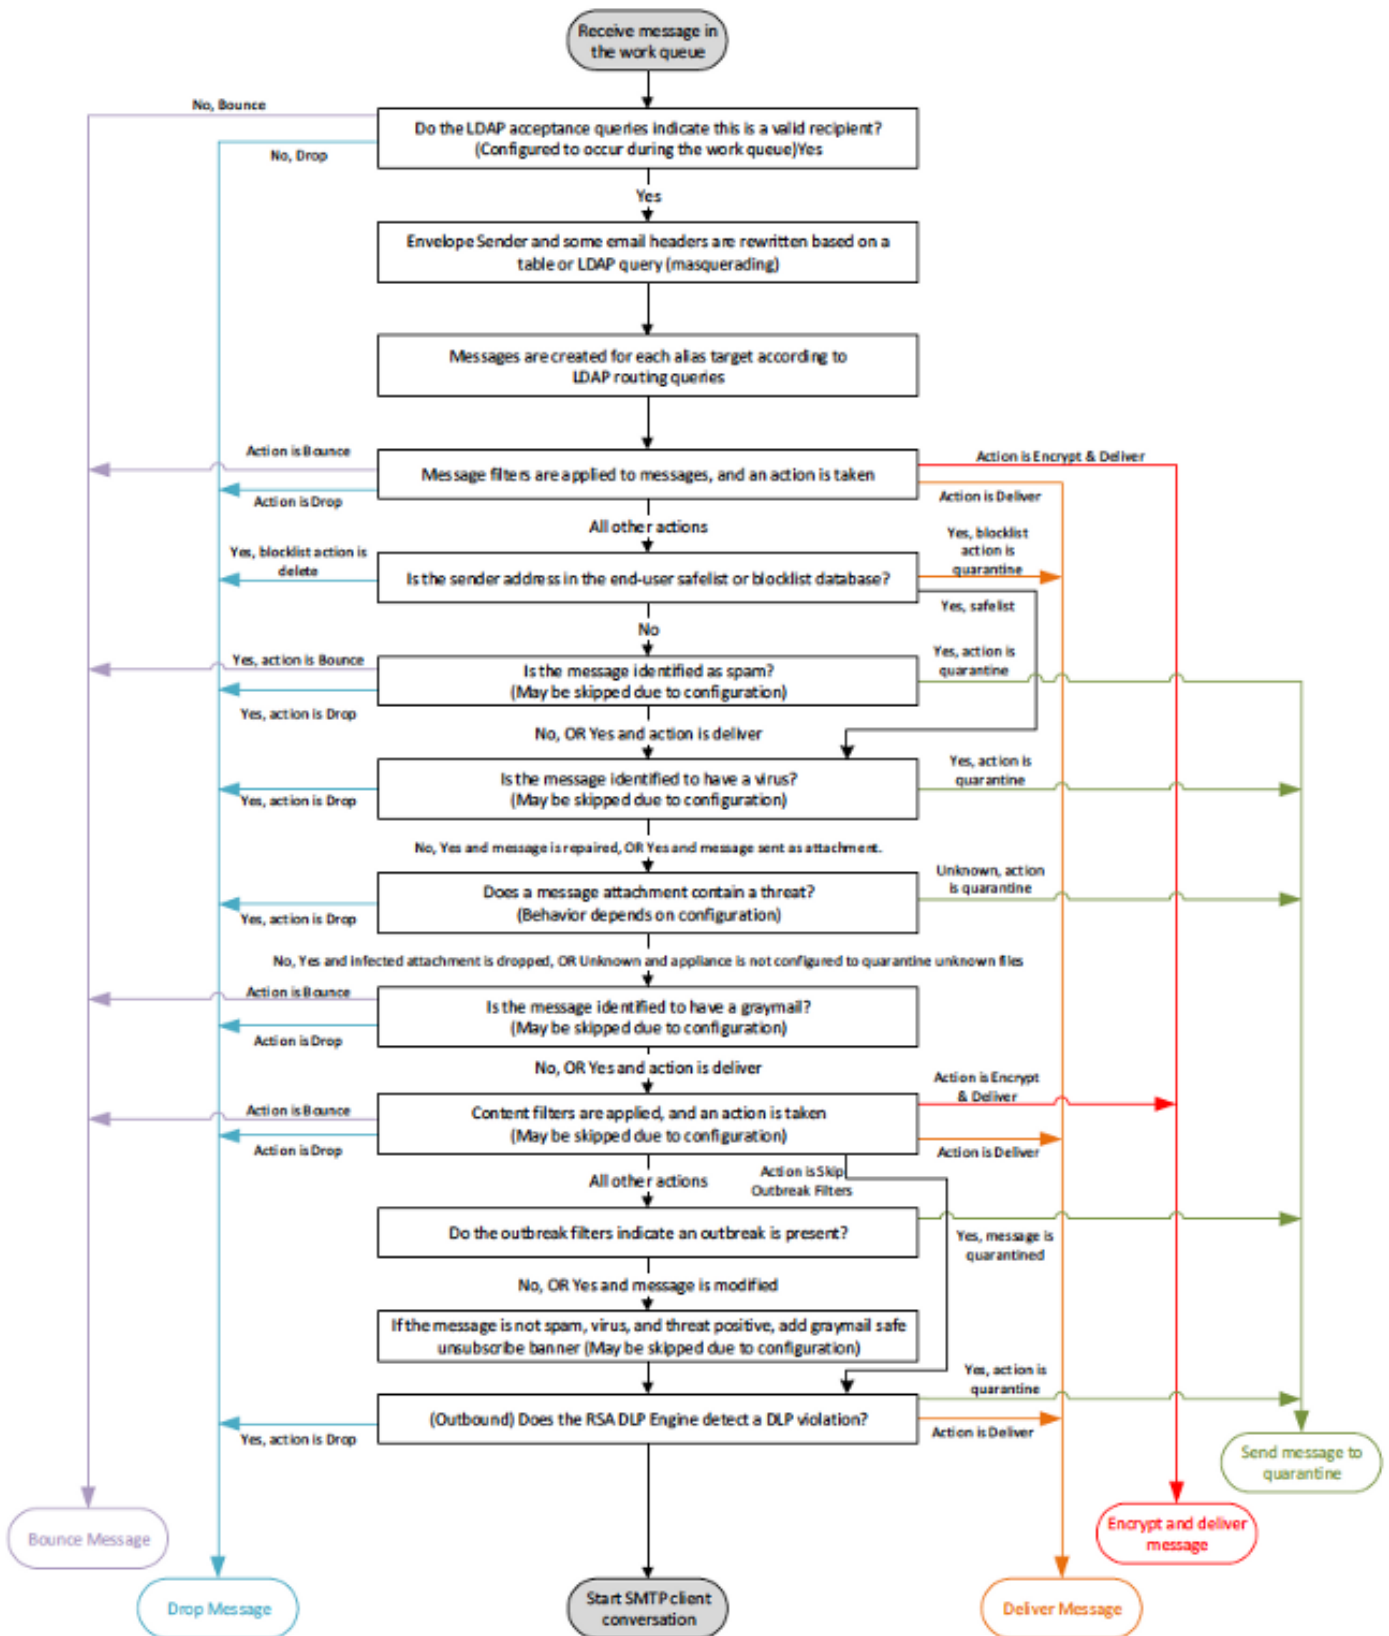 Receive message in
the work queue
No, Bounce
Do the LDAP acceptance queries indicate this is a valid recipient?
(Configured to occur during the work queue)Yes
No, Drop
Yes
Envelope Sender and some email headers are rewritten based on a
table or LDAP query (masquerading)
Messages are created for each alias target according to
LDAP routing queries
Action is Bounce
Message filters are applied to messages, and an action is taken
Action is Encrypt & Deliver
Action is Drop
Action is Deliver
All other actions
Yes, blocklist action is
delete
Is the sender address in the end-user safelist or blocklist database?
Yes, blocklist
action is
quarantine
Yes, safelist
No
Yes, action is Bounce
Is the message identified as spam?
(May be skipped due to configuration)
Yes, action is
quarantine
Yes, action is Drop
No, OR Yes and action is deliver
Is the message identified to have a virus?
(May be skipped due to configuration)
Yes, action is
quarantine
Yes, action is Drop
No, Yes and message is repaired, OR Yes and message sent as attachment.
Does a message attachment contain a threat?
(Behavior depends on configuration)
Unknown, action
is quarantine
Yes, action is Drop
No, Yes and infected attachment is dropped, OR Unknown and appliance is not configured to quarantine unknown files
Action is Bounce
Is the message identified to have a graymail?
(May be skipped due to configuration)
Action is Drop
No, OR Yes and action is deliver
Action is Encrypt
& Deliver
Action is Bounce
Content filters are applied, and an action is taken
(May be skipped due to configuration)
Action is Drop
Action is Deliver
All other actions
Action is Skip
Outbreak Filters
Do the outbreak filters indicate an outbreak is present?
Yes, message is
quarantined
No, OR Yes and message is modified
If the message is not spam, virus, and threat positive, add graymail safe
unsubscribe banner (May be skipped due to configuration)
Yes, action is
quarantine
(Outbound) Does the RSA DLP Engine detect a DLP violation?
Yes, action is Drop
Action is Deliver
Send message to
quarantine
Bounce Message
Encrypt and deliver
message
Drop Message
Start SMTP client
conversation
Deliver Message